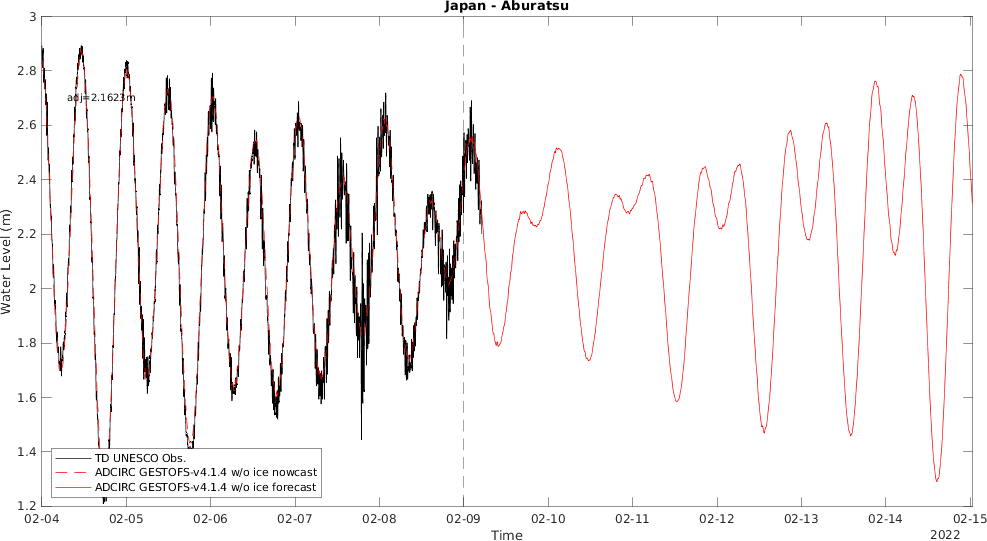 Japan - Aburatsu
3
2.8
2.6
2.4
2.2
2
1.8
1.6
1.4
1.2
Water Level (m)
adj=2.1623m
TD UNESCO Obs.
ADCIRC GESTOFS-v4.1.4 w/o ice nowcast
ADCIRC GESTOFS-v4.1.4 w/o ice forecast
02-04 02-05 02-06 02-07 02-08 02-09 02-10 02-11 02-12 02-13 02-14 02-15
Time
2022